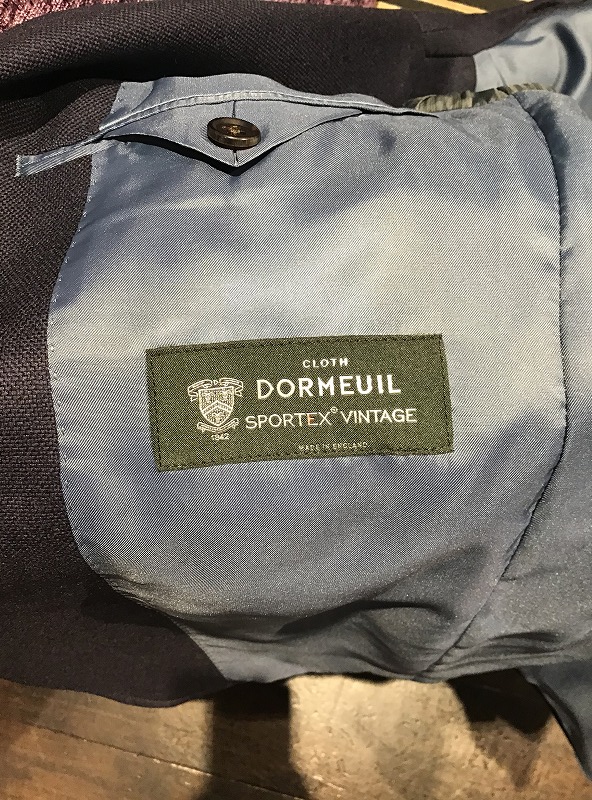 CLOTH
DORMEUIL
SPORTEX® VINTAGE
1842
MADE IN ENGLAND